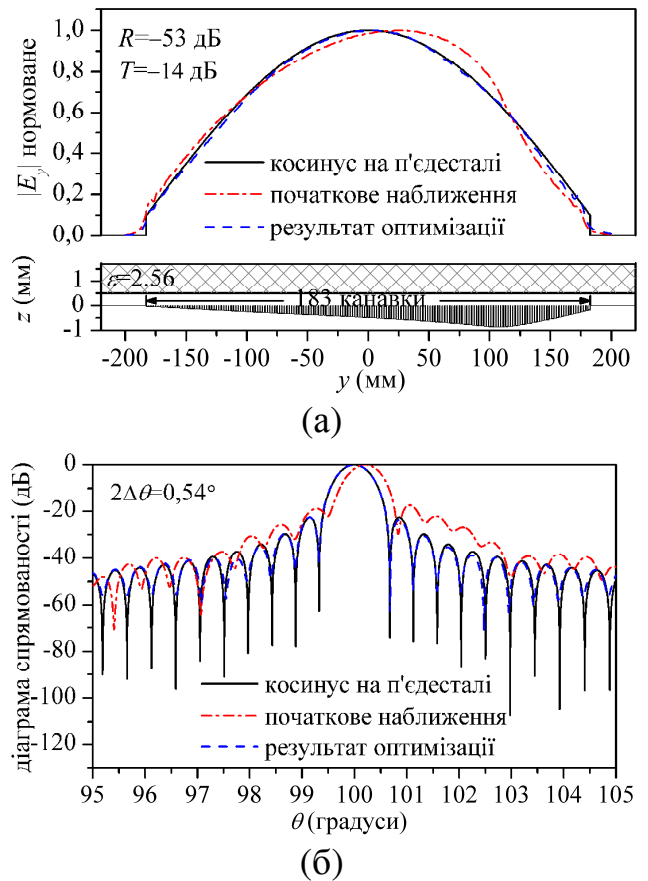 R=–53 дБ
T=–14 дБ
|E_y| нормоване
1,0
0,8
0,6
0,4
0,2
0,0
косинус на п'єдесталі
початкове наближення
результат оптимізації
z (мм)
1
0
-1
ε=2.56
183 канавки
-200 -150 -100 -50 0 50 100 150 200
y (мм)
(а)
діаграма спрямованості (дБ)
0
-20
-40
-60
-80
-100
-120
2Δθ=0,54°
косинус на п'єдесталі
початкове наближення
результат оптимізації
95 96 97 98 99 100 101 102 103 104 105
θ (градуси)
(б)